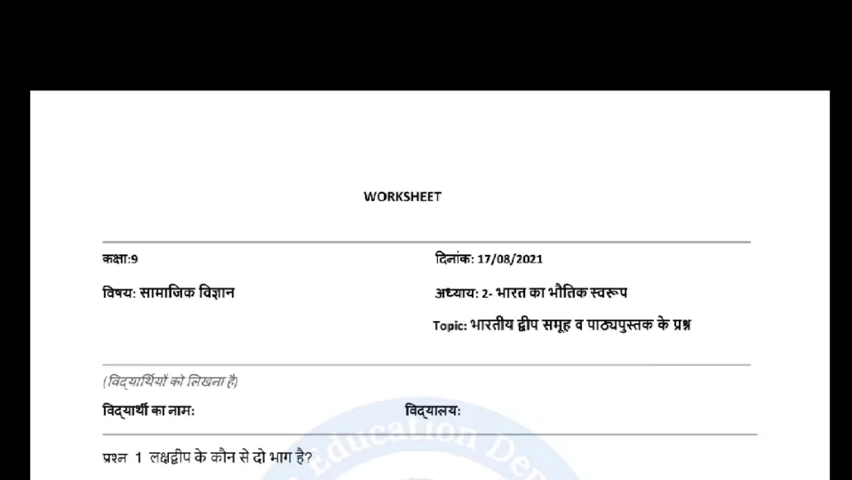 WORKSHEET
कक्षा:9 दिनांक: 17/08/2021
विषय: सामाजिक विज्ञान अध्याय: 2- भारत का भौतिक स्वरूप
Topic: भारतीय द्वीप समूह व पाठ्यपुस्तक के प्रश्न
(विद्यार्थियों को लिखना है)
विद्यार्थी का नाम: विद्यालय:
Education
प्रश्न 1 लक्षद्वीप के कौन से दो भाग है?